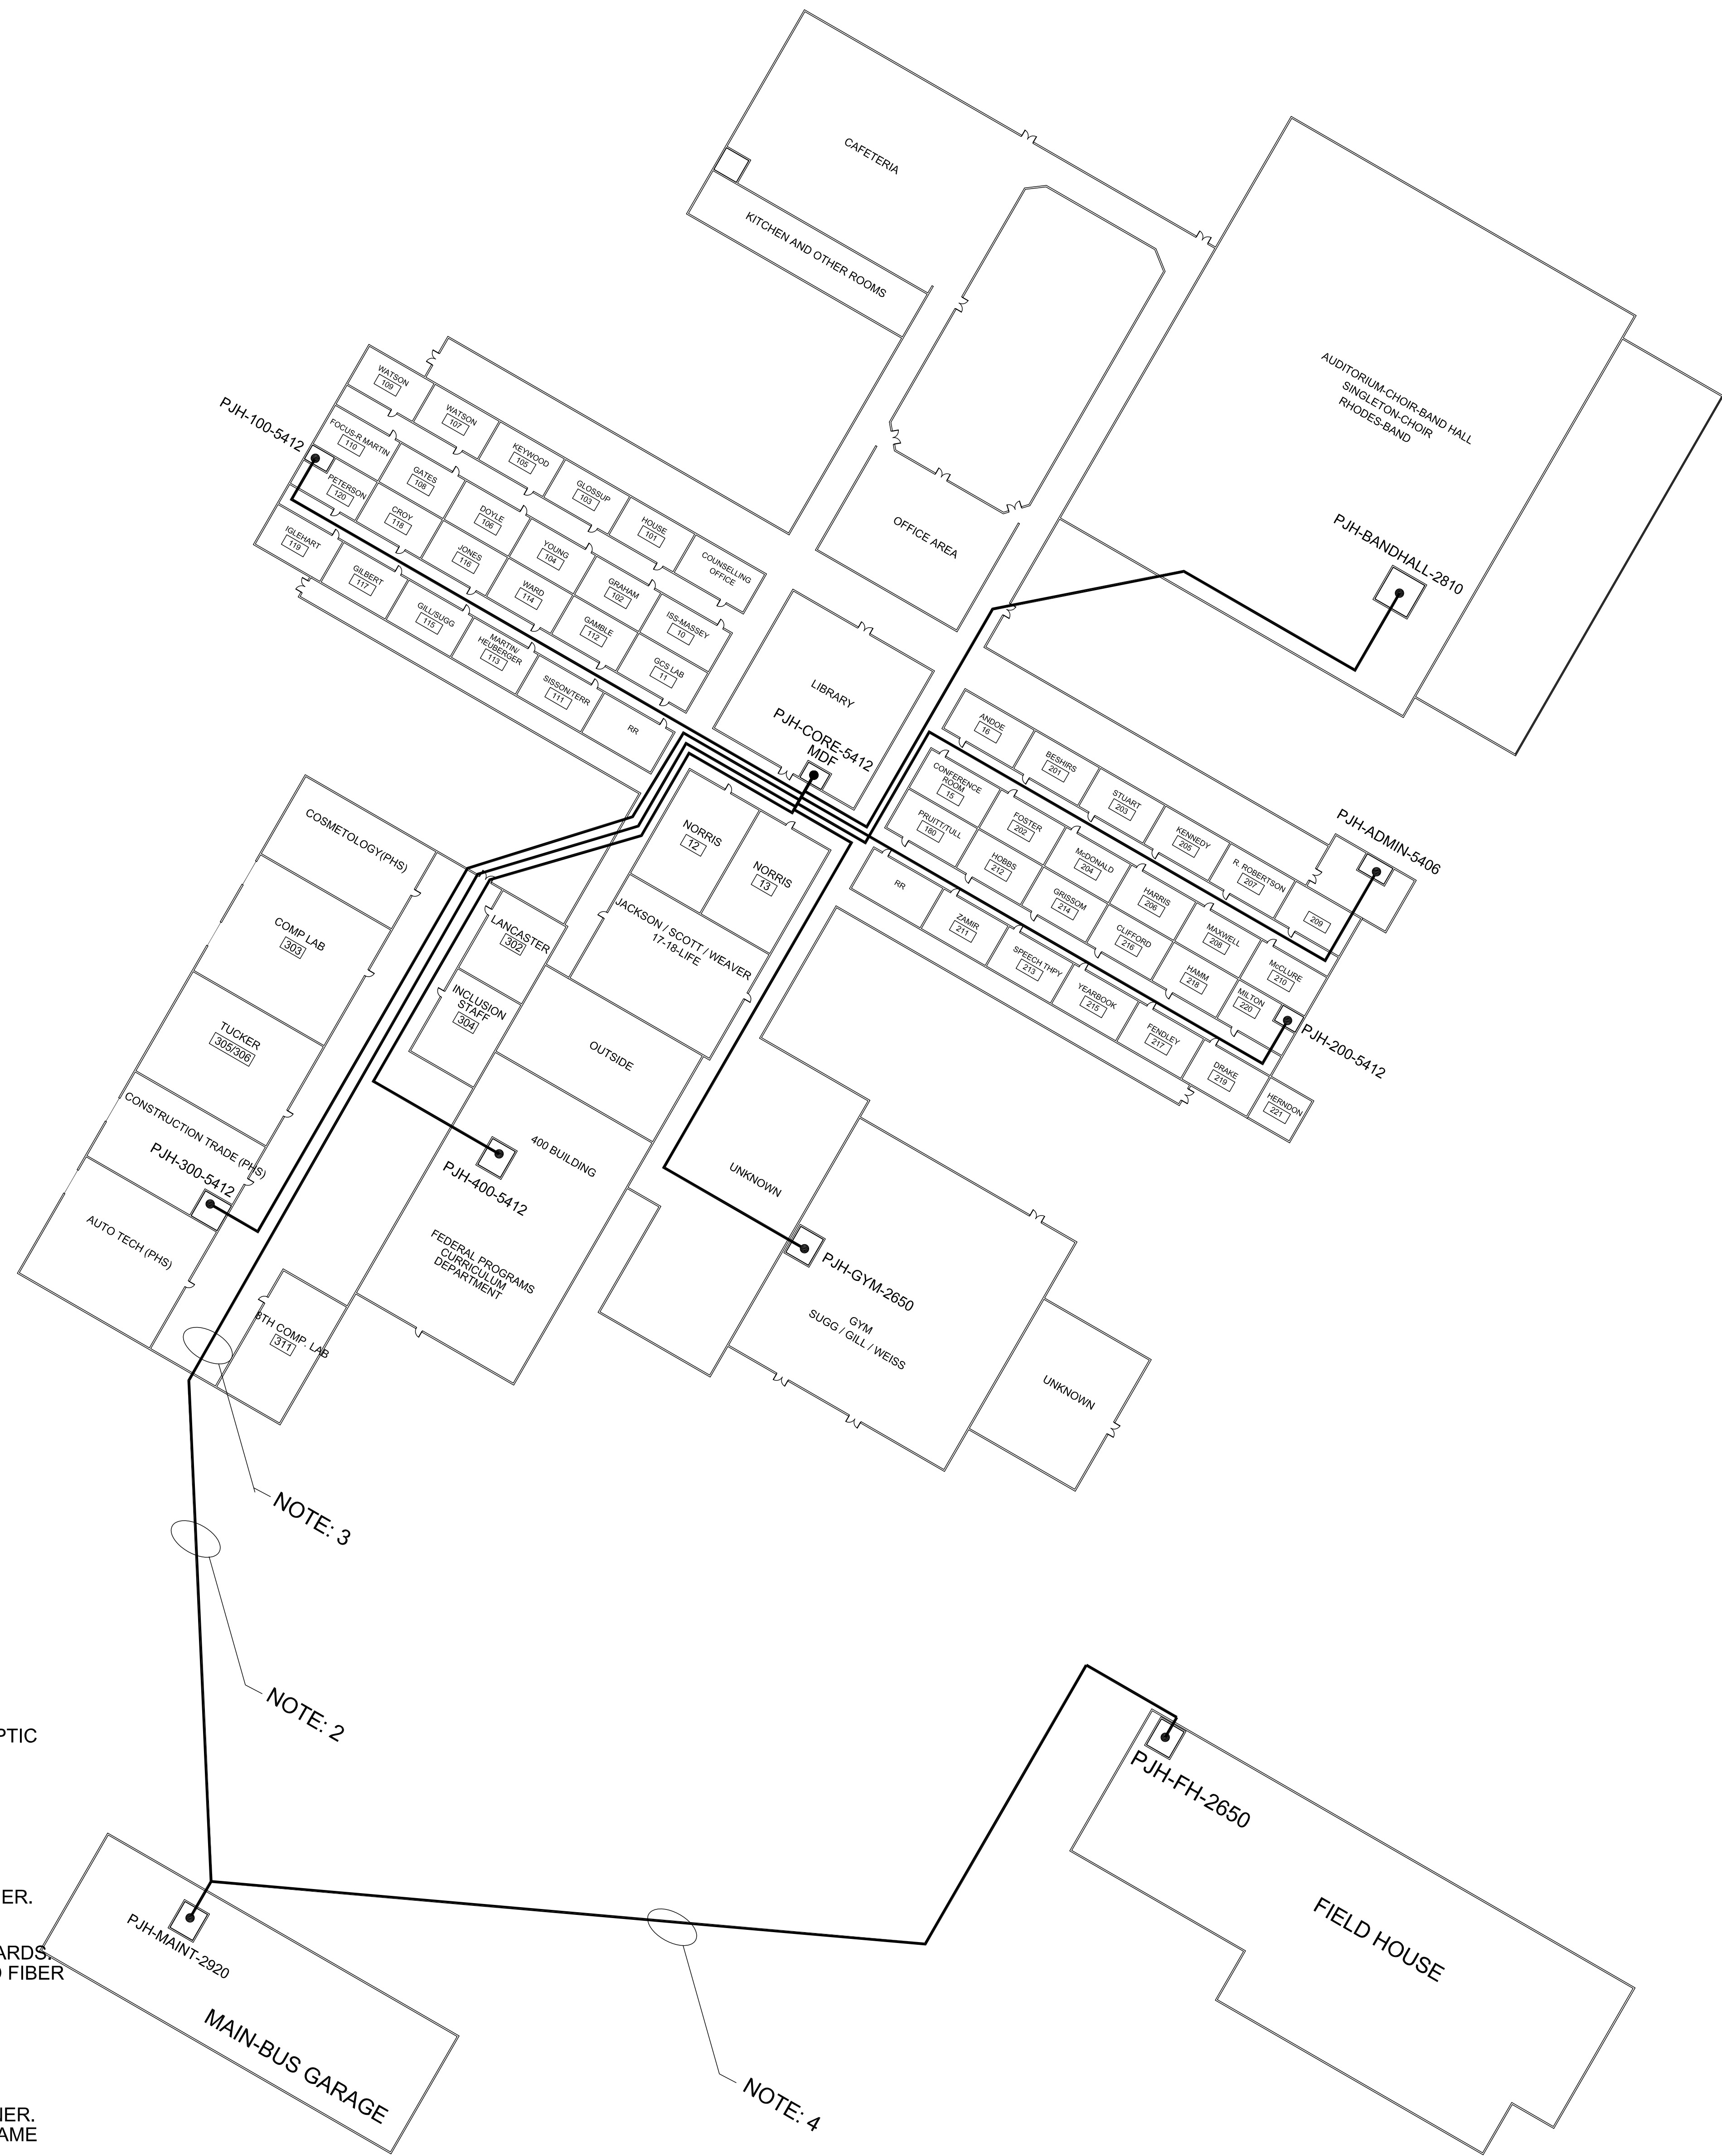 CAFETERIA
KITCHEN AND OTHER ROOMS
AUDITORIUM-CHOIR-BAND HALL
SINGLETON-CHOIR
RHODES-BAND
PJH-BANDHALL-2810
OFFICE AREA
LIBRARY
PJH-CORE-5412
MDF
PJH-100-5412
WATSON
109
WATSON
107
KEYWOOD
105
GLOSSUP
103
HOUSE
101
COUNSELLING
OFFICE
FOCUS-R.MARTIN
110
GATES
108
DOYLE
106
YOUNG
104
GRAHAM
102
ISS-MASSEY
10
PETERSON
120
CROY
118
JONES
116
WARD
114
GAMBLE
112
GCS LAB
11
IGLEHART
119
GILBERT
117
GILL/SUGG
115
MARTIN/
HEUBERGER
113
SISSON/TERR
111
RR
ANDOE
16
BESHIRS
201
STUART
203
KENNEDY
205
R. ROBERTSON
207
209
PJH-ADMIN-5406
CONFERENCE
ROOM
15
FOSTER
202
McDONALD
204
HARRIS
206
MAXWELL
208
McCLURE
210
PRUITT/TULL
160
HOBBS
212
GRISSOM
214
CLIFFORD
216
HAMM
218
MILTON
220
PJH-200-5412
RR
ZAMIR
211
SPEECH THPY
213
YEARBOOK
215
FENDLEY
217
DRAKE
219
HERNDON
221
NORRIS
12
NORRIS
13
JACKSON / SCOTT / WEAVER
17-18-LIFE
COSMETOLOGY(PHS)
COMP LAB
303
TUCKER
305/306
CONSTRUCTION TRADE (PHS)
PJH-300-5412
AUTO TECH (PHS)
LANCASTER
302
INCLUSION
STAFF
304
OUTSIDE
400 BUILDING
PJH-400-5412
FEDERAL PROGRAMS
CURRICULUM
DEPARTMENT
8TH COMP. LAB
311
UNKNOWN
PJH-GYM-2650
GYM
SUGG / GILL / WEISS
UNKNOWN
NOTE: 3
NOTE: 2
NOTE: 4
PJH-FH-2650
FIELD HOUSE
PJH-MAINT-2920
MAIN-BUS GARAGE
PTIC
ER.
ARDS.
FIBER
NER.
AME